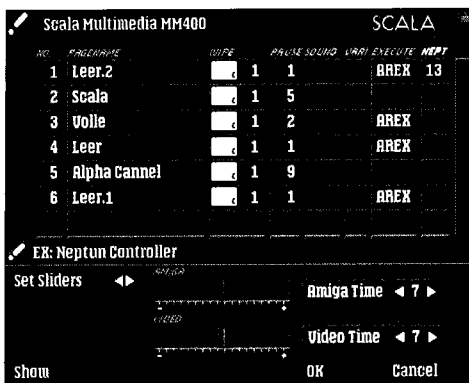 Scala Multimedia MM400 SCALA
NO. PAGENAME WIPE PAUSE SOUND VARI EXECUTE NEPT
1 Leer.2 1 1 AREX 13
2 Scala 1 5
3 Volle 1 2 AREX
4 Leer 1 1 AREX
5 Alpha Cannel 1 9
6 Leer.1 1 1 AREX
EX: Neptun Controller
Set Sliders AMIGA
- +
Amiga Time ◀ 7 ▶
VIDEO
- +
Video Time ◀ 7 ▶
Show OK Cancel